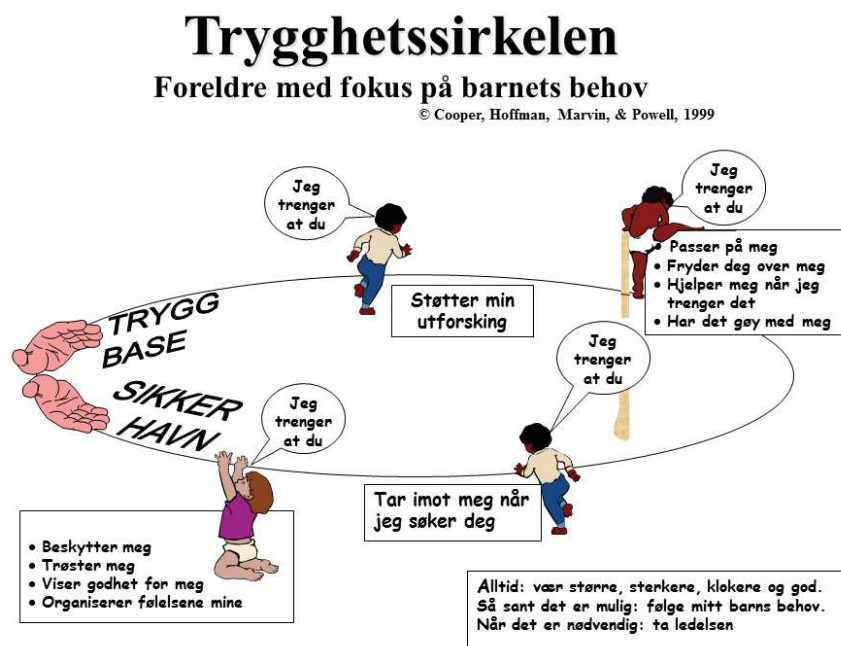 Trygghetssirkelen
Foreldre med fokus på barnets behov
© Cooper, Hoffman, Marvin, & Powell, 1999
Jeg
trenger
at du
Støtter min
utforsking
Jeg
trenger
at du
• Passer på meg
• Fryder deg over meg
• Hjelper meg når jeg
trenger det
• Har det gøy med meg
TRYGG
BASE
SIKKER
HAVN
Jeg
trenger
at du
Tar imot meg når
jeg søker deg
Jeg
trenger
at du
• Beskytter meg
• Trøster meg
• Viser godhet for meg
• Organiserer følelsene mine
Alltid: vær større, sterkere, klokere og god.
Så sant det er mulig: følge mitt barns behov.
Når det er nødvendig: ta ledelsen